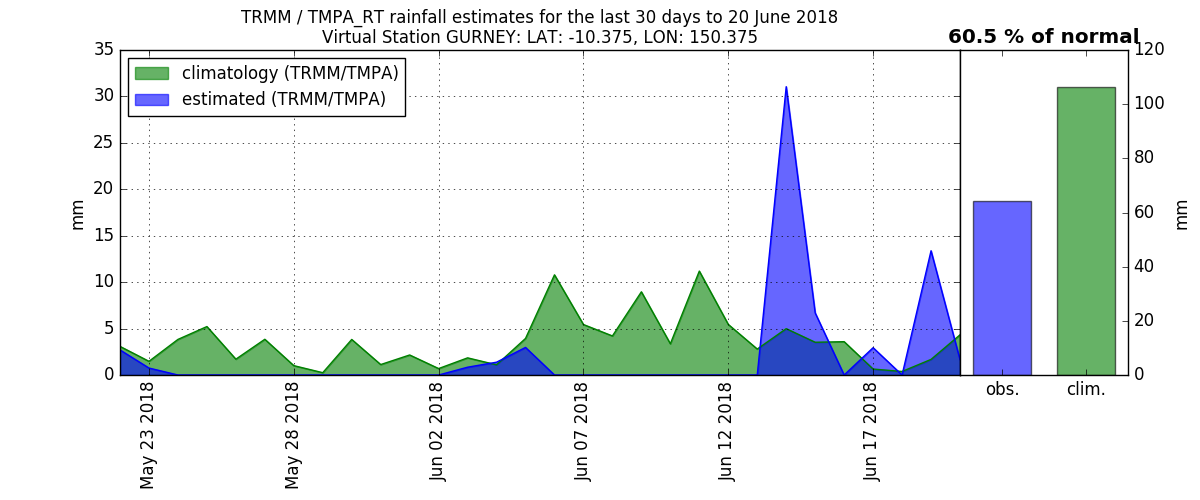 TRMM / TMPA_RT rainfall estimates for the last 30 days to 20 June 2018
Virtual Station GURNEY: LAT: -10.375, LON: 150.375
60.5 % of normal
climatology (TRMM/TMPA)
estimated (TRMM/TMPA)
mm
35
30
25
20
15
10
5
0
May 23 2018
May 28 2018
Jun 02 2018
Jun 07 2018
Jun 12 2018
Jun 17 2018
obs.
clim.
120
100
80
60
40
20
0
mm